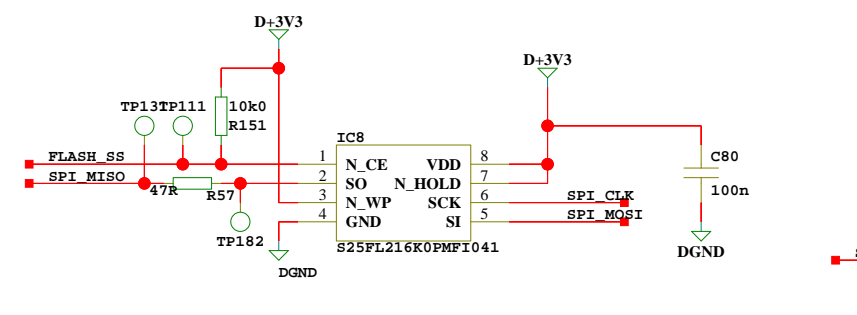 D+3V3
D+3V3
TP131
TP111
10k0
R151
IC8
FLASH_SS
1
N_CE
VDD
8
C80
SPI_MISO
2
SO
N_HOLD
7
47R
R57
3
N_WP
SCK
6
SPI_CLK
100n
4
GND
SI
5
SPI_MOSI
TP182
S25FL216K0PMFI041
DGND
DGND